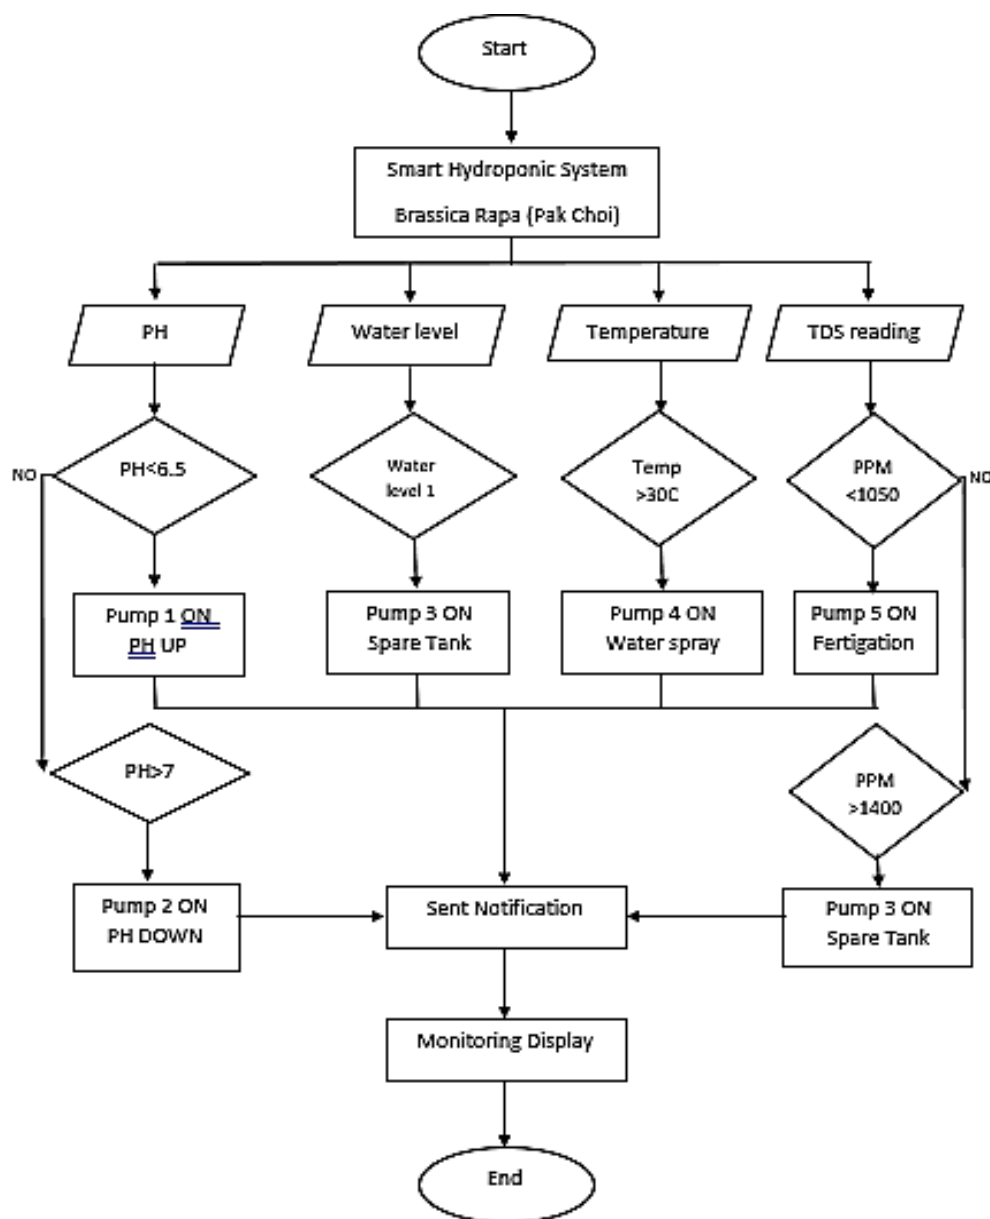 Start
Smart Hydroponic System
Brassica Rapa (Pak Choi)
PH
Water level
Temperature
TDS reading
NO
PH<6.5
Water
level 1
Temp
>30C
PPM
<1050
NO
Pump 1 ON
PH UP
Pump 3 ON
Spare Tank
Pump 4 ON
Water spray
Pump 5 ON
Fertigation
PH>7
PPM
>1400
Pump 2 ON
PH DOWN
Sent Notification
Pump 3 ON
Spare Tank
Monitoring Display
End